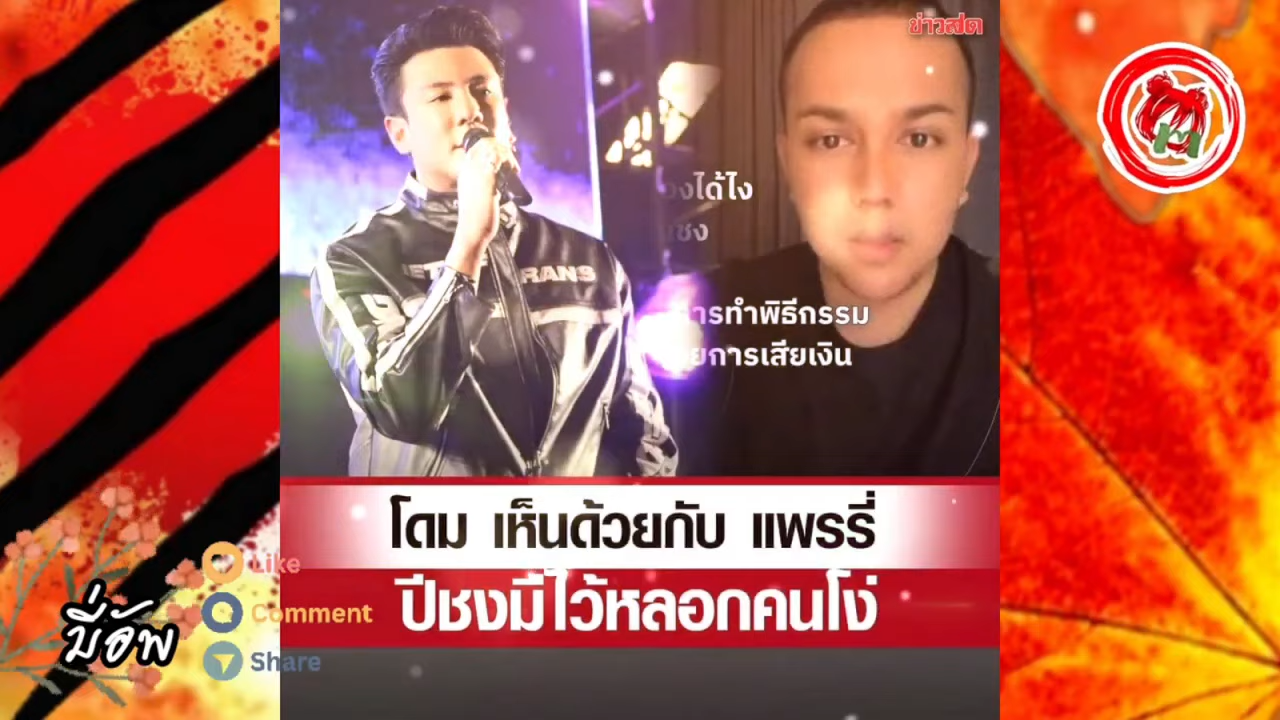 ข่าวสด
ได้ไง
ชง
การทำพิธีกรรม
การเสียเงิน
โดม เห็นด้วยกับ แพรรี่
ปีชงมีไว้หลอกคนโง่
Like
Comment
Share
มี่อัพ